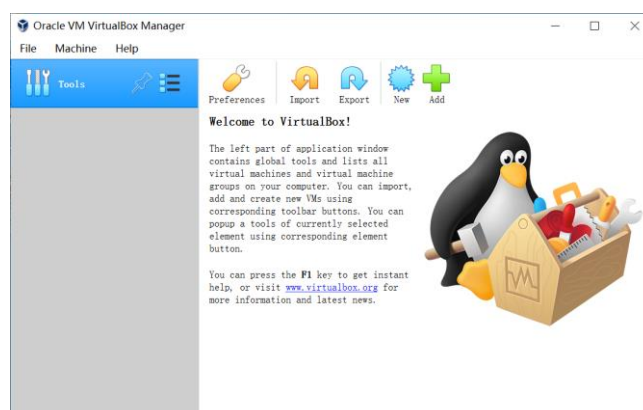 Oracle VM VirtualBox Manager
File Machine Help
Tools
Preferences Import Export New Add
Welcome to VirtualBox!
The left part of application window
contains global tools and lists all
virtual machines and virtual machine
groups on your computer. You can import,
add and create new VMs using
corresponding toolbar buttons. You can
popup a tools of currently selected
element using corresponding element
button.
You can press the F1 key to get instant
help, or visit www.virtualbox.org for
more information and latest news.